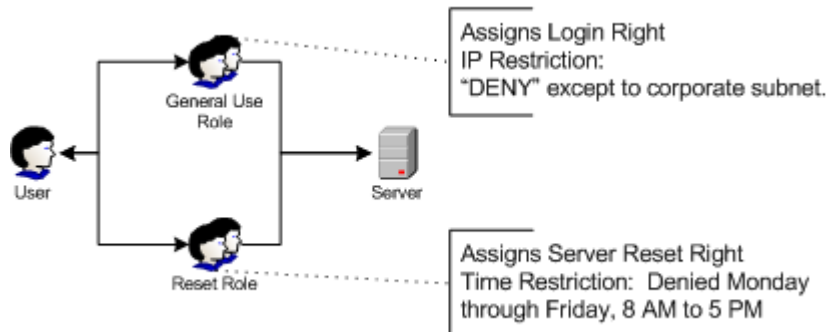 Assigns Login Right
IP Restriction:
“DENY” except to corporate subnet.
General Use
Role
User
Server
Reset Role
Assigns Server Reset Right
Time Restriction: Denied Monday
through Friday, 8 AM to 5 PM